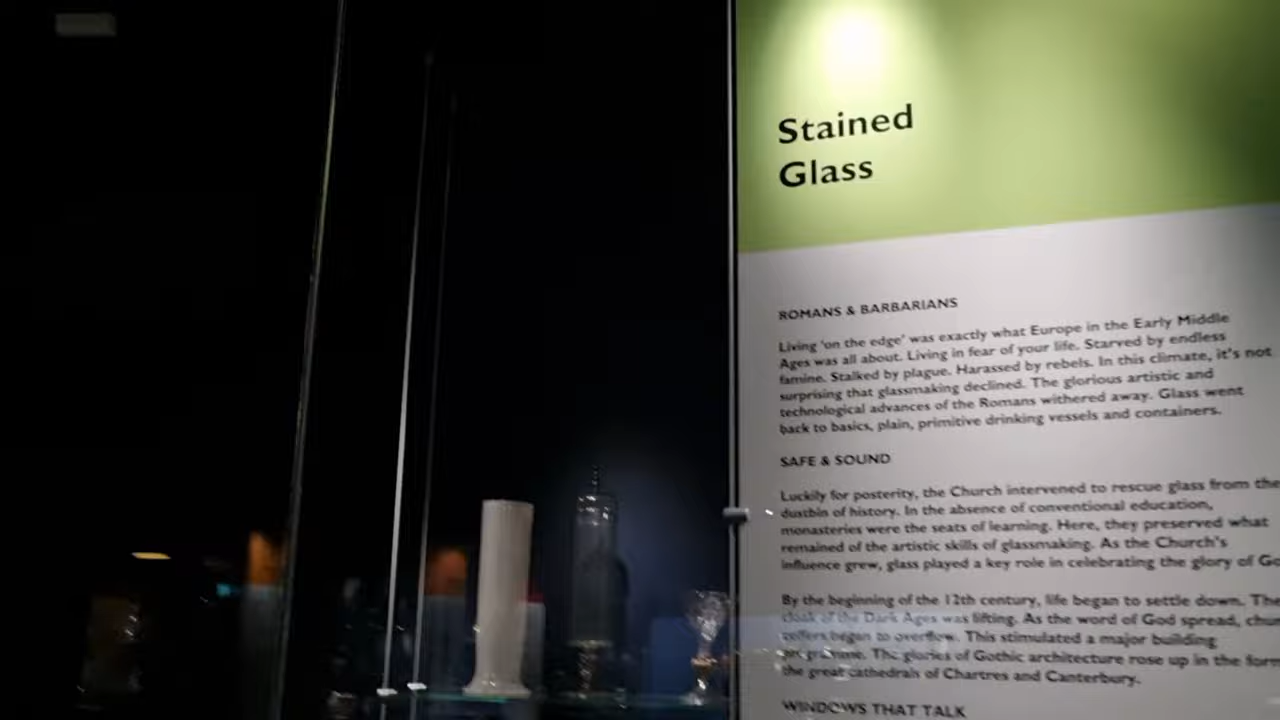 Stained
Glass
ROMANS & BARBARIANS
Living 'on the edge' was exactly what Europe in the Early Middle
Ages was all about. Living in fear of your life. Starved by endless
famine. Stalked by plague. Harassed by rebels. In this climate, it's not
surprising that glassmaking declined. The glorious artistic and
technological advances of the Romans withered away. Glass went
back to basics, plain, primitive drinking vessels and containers.
SAFE & SOUND
Luckily for posterity, the Church intervened to rescue glass from the
dustbin of history. In the absence of conventional education,
monasteries were the seats of learning. Here, they preserved what
remained of the artistic skills of glassmaking. As the Church's
influence grew, glass played a key role in celebrating the glory of
By the beginning of the 12th century, life began to settle down.
cloak of the Dark Ages was lifting. As the word of God spread,
coffers began to overflow. This stimulated a major building
programme. The glories of Gothic architecture rose up in the
the great cathedrals of Chartres and Canterbury.
WINDOWS THAT TALK